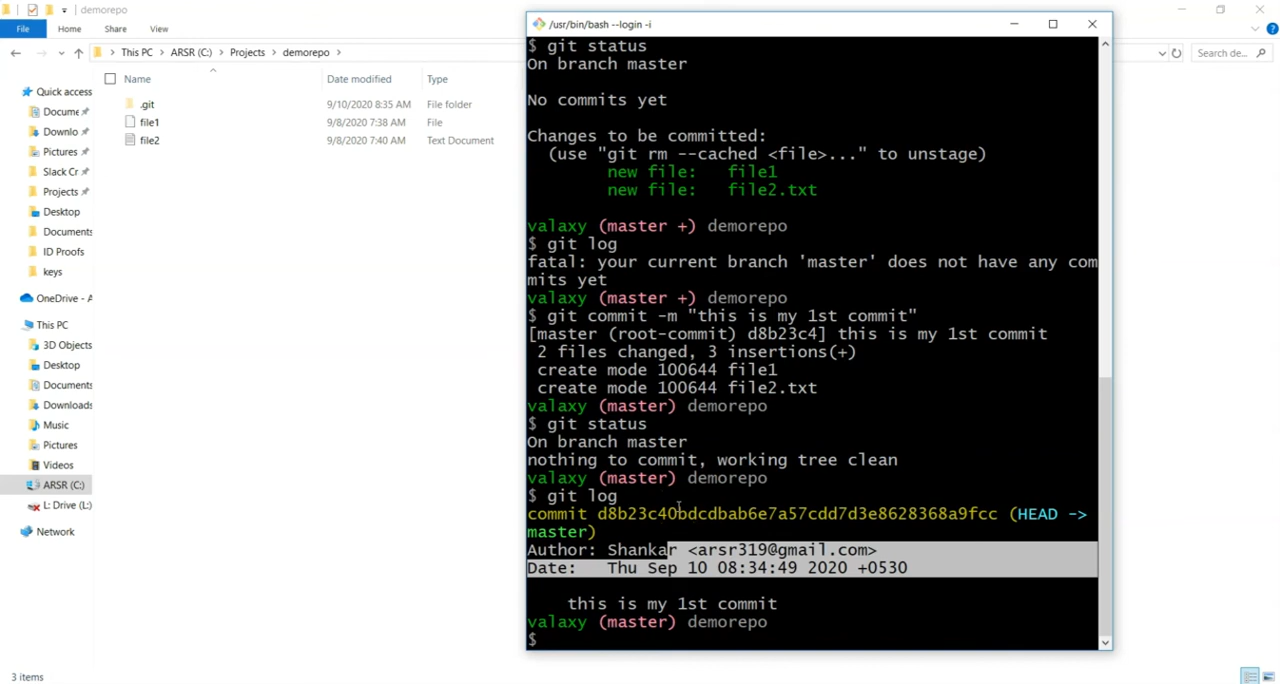 demorepo
File
Home
Share
View
This PC
ARSR (C:)
Projects
demorepo
Search de...
Name
Date modified
Type
.git
9/10/2020 8:35 AM
File folder
file1
9/8/2020 7:38 AM
File
file2
9/8/2020 7:40 AM
Text Document
Quick access
Docume
Downlo
Pictures
Slack Cr
Projects
Desktop
Documents
ID Proofs
keys
OneDrive - A
This PC
3D Objects
Desktop
Documents
Downloads
Music
Pictures
Videos
ARSR (C:)
L: Drive (L:)
Network
3 items
/usr/bin/bash --login -i
$ git status
On branch master
No commits yet
Changes to be committed:
(use "git rm --cached <file>..." to unstage)
new file: file1
new file: file2.txt
valaxy (master +) demorepo
$ git log
fatal: your current branch 'master' does not have any com
mits yet
valaxy (master +) demorepo
$ git commit -m "this is my 1st commit"
[master (root-commit) d8b23c4] this is my 1st commit
2 files changed, 3 insertions(+)
create mode 100644 file1
create mode 100644 file2.txt
valaxy (master) demorepo
$ git status
On branch master
nothing to commit, working tree clean
valaxy (master) demorepo
$ git log
commit d8b23c40bdcdbab6e7a57cdd7d3e8628368a9fcc (HEAD ->
master)
Author: Shankar <arsr319@gmail.com>
Date: Thu Sep 10 08:34:49 2020 +0530
this is my 1st commit
valaxy (master) demorepo
$